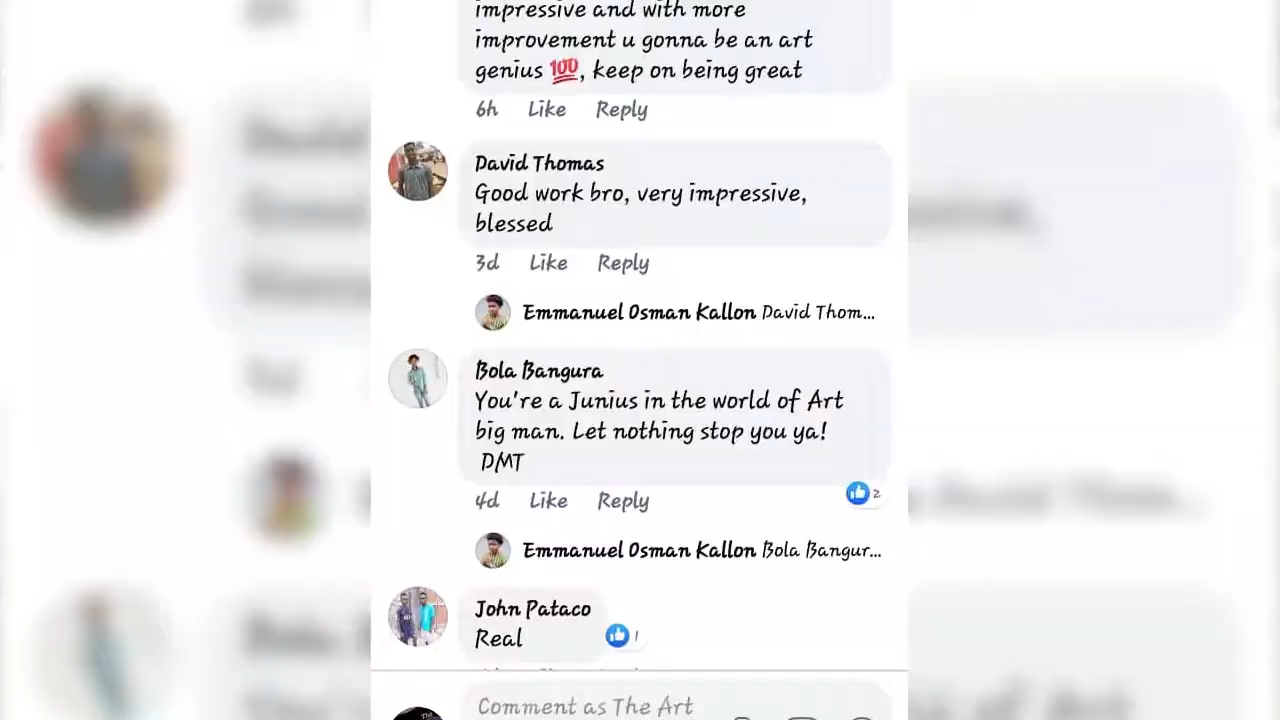 impressive and with more
improvement u gonna be an art
genius 💯, keep on being great
6h Like Reply
David Thomas
Good work bro, very impressive,
blessed
3d Like Reply
Emmanuel Osman Kallon David Thom...
Bola Bangura
You're a Junius in the world of Art
big man. Let nothing stop you ya!
DMT
4d Like Reply 2
Emmanuel Osman Kallon Bola Bangur...
John Pataco
Real 1
Comment as The Art